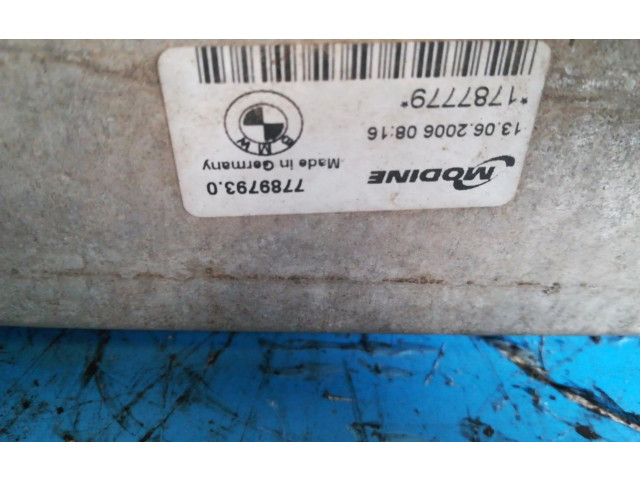 MODINE
7789793.0
Made in Germany
BMW
13.06.2006 08:16
*1787779*